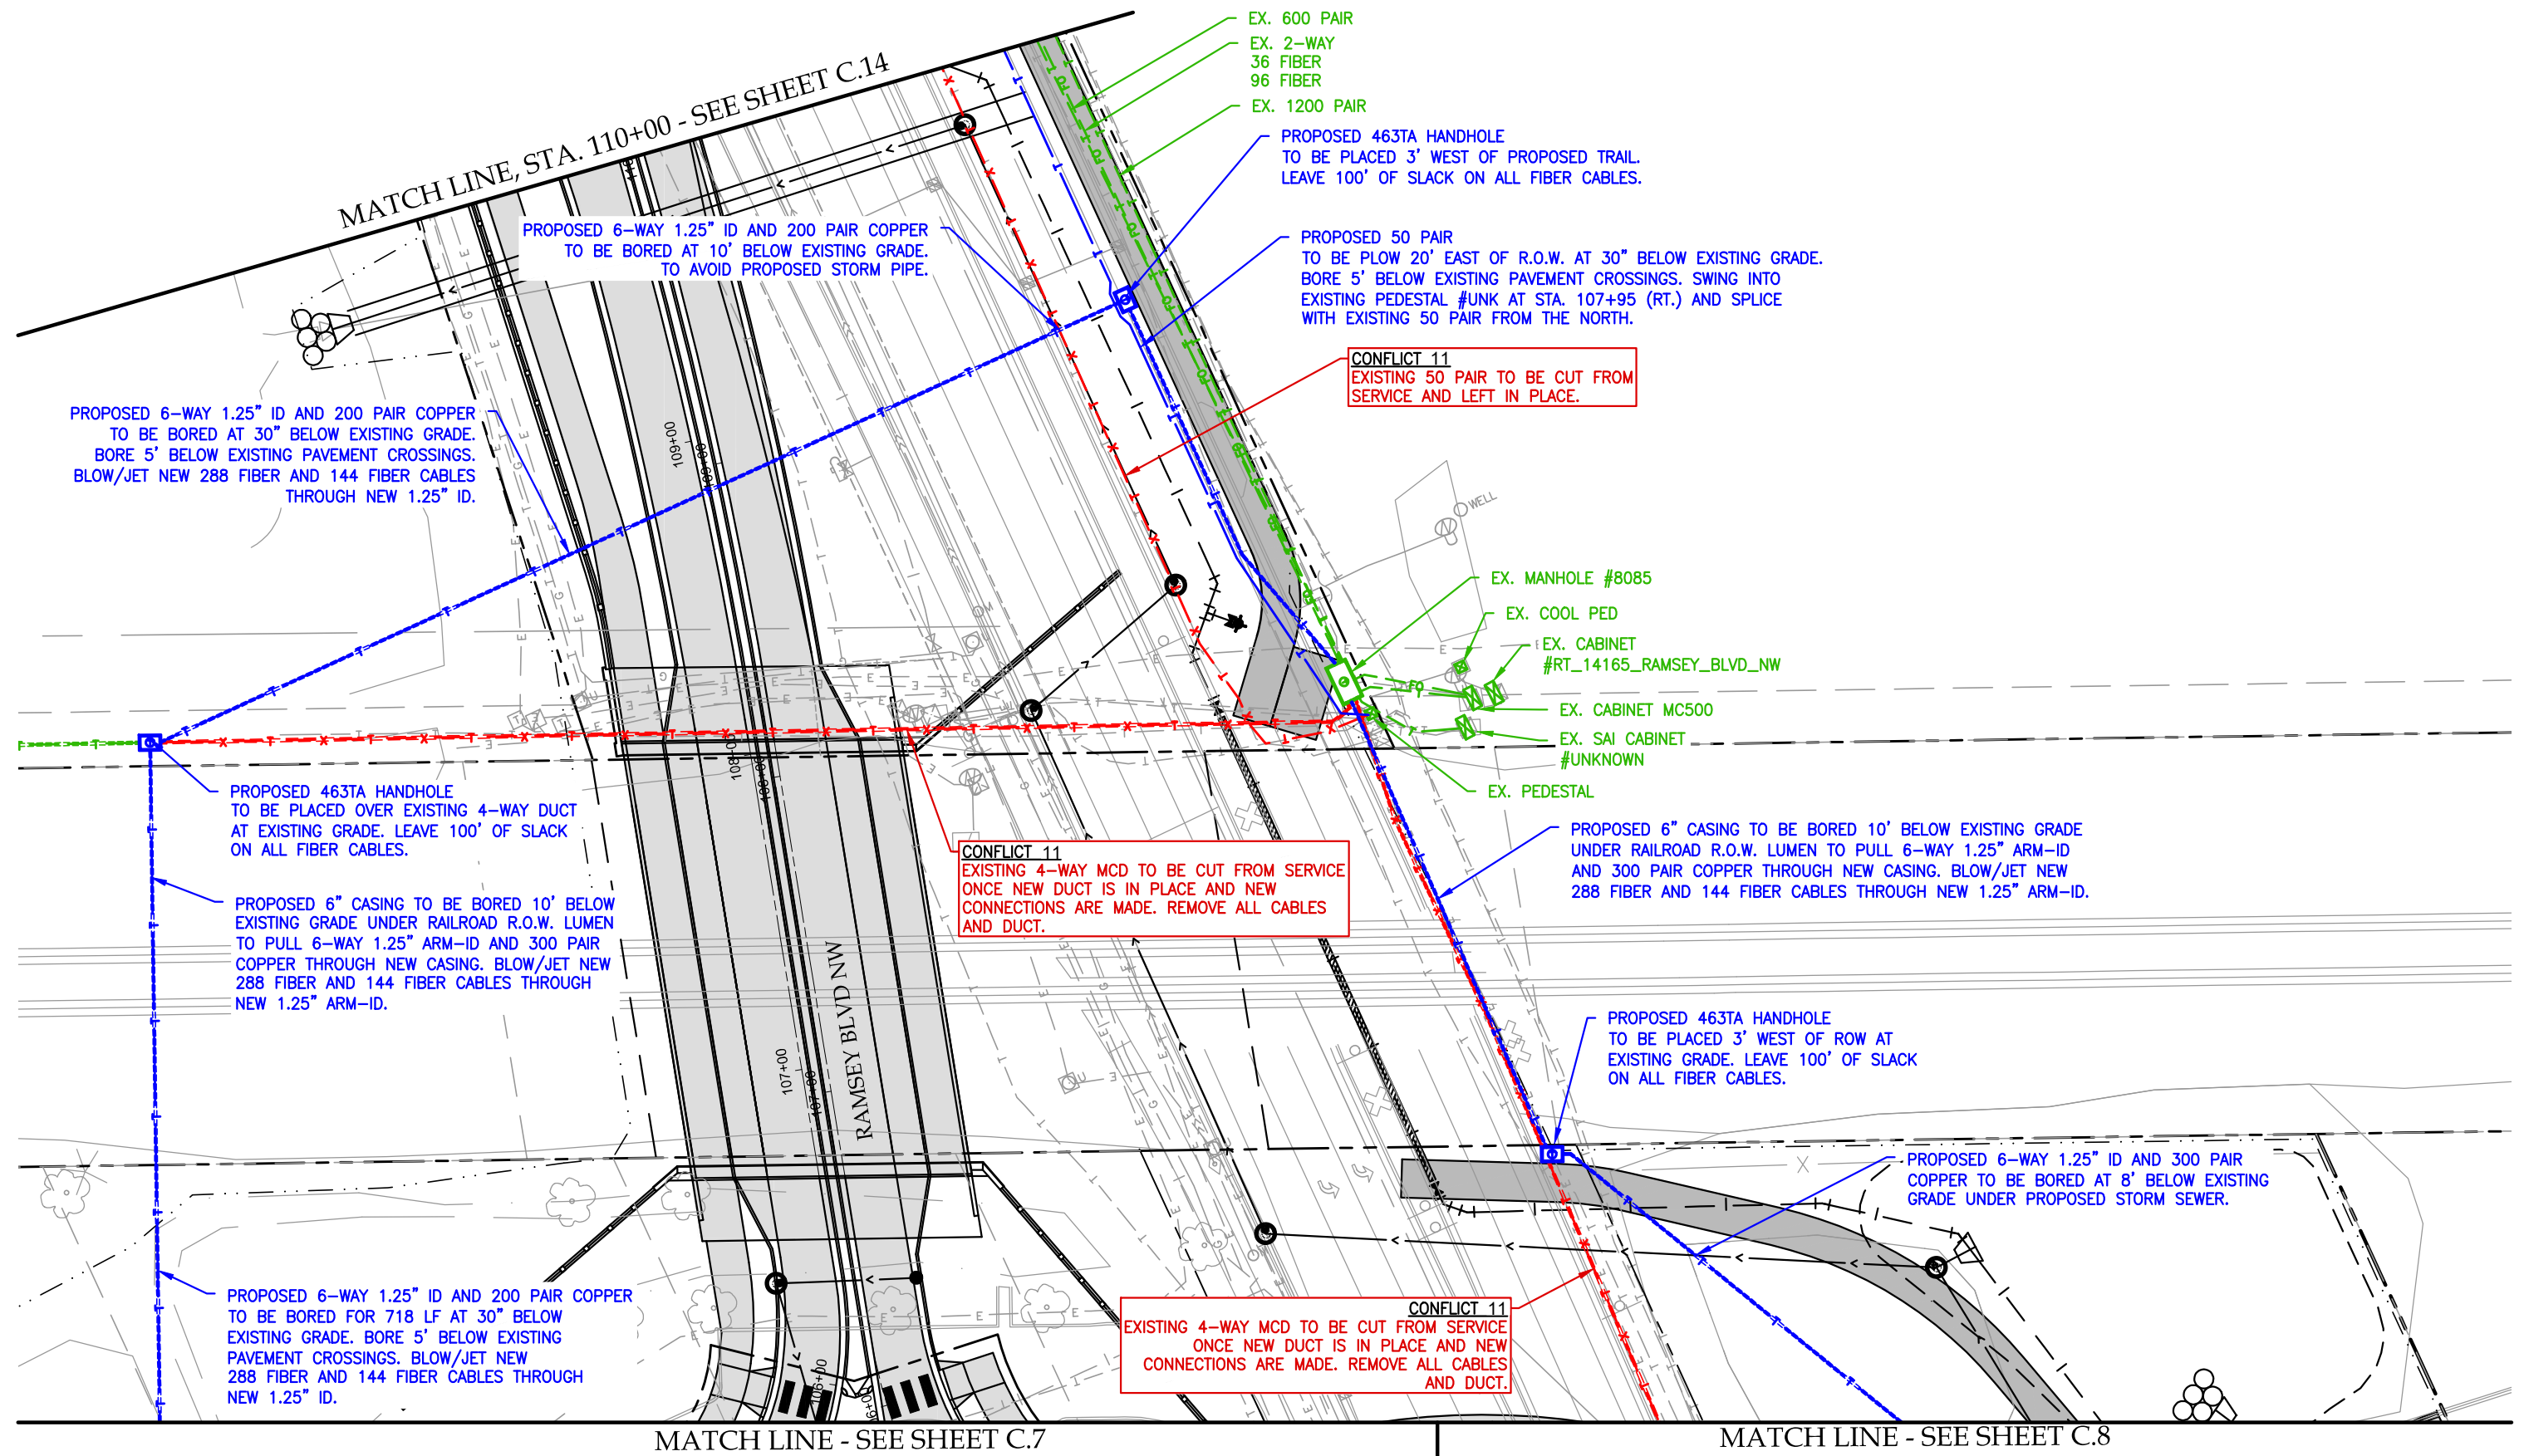 EX. 600 PAIR
EX. 2-WAY
36 FIBER
96 FIBER
EX. 1200 PAIR
MATCH LINE, STA. 110+00 - SEE SHEET C.14
PROPOSED 463TA HANDHOLE
TO BE PLACED 3' WEST OF PROPOSED TRAIL.
LEAVE 100' OF SLACK ON ALL FIBER CABLES.
PROPOSED 6-WAY 1.25" ID AND 200 PAIR COPPER
TO BE BORED AT 10' BELOW EXISTING GRADE.
TO AVOID PROPOSED STORM PIPE.
PROPOSED 50 PAIR
TO BE PLOW 20' EAST OF R.O.W. AT 30" BELOW EXISTING GRADE.
BORE 5' BELOW EXISTING PAVEMENT CROSSINGS. SWING INTO
EXISTING PEDESTAL #UNK AT STA. 107+95 (RT.) AND SPLICE
WITH EXISTING 50 PAIR FROM THE NORTH.
CONFLICT 11
EXISTING 50 PAIR TO BE CUT FROM
SERVICE AND LEFT IN PLACE.
PROPOSED 6-WAY 1.25" ID AND 200 PAIR COPPER
TO BE BORED AT 30" BELOW EXISTING GRADE.
BORE 5' BELOW EXISTING PAVEMENT CROSSINGS.
BLOW/JET NEW 288 FIBER AND 144 FIBER CABLES
THROUGH NEW 1.25" ID.
109+00
109+00
WELL
EX. MANHOLE #8085
EX. COOL PED
EX. CABINET
#RT_14165_RAMSEY_BLVD_NW
EX. CABINET MC500
EX. SAI CABINET
#UNKNOWN
EX. PEDESTAL
108+00
108+00
PROPOSED 463TA HANDHOLE
TO BE PLACED OVER EXISTING 4-WAY DUCT
AT EXISTING GRADE. LEAVE 100' OF SLACK
ON ALL FIBER CABLES.
CONFLICT 11
EXISTING 4-WAY MCD TO BE CUT FROM SERVICE
ONCE NEW DUCT IS IN PLACE AND NEW
CONNECTIONS ARE MADE. REMOVE ALL CABLES
AND DUCT.
PROPOSED 6" CASING TO BE BORED 10' BELOW EXISTING GRADE
UNDER RAILROAD R.O.W. LUMEN TO PULL 6-WAY 1.25" ARM-ID
AND 300 PAIR COPPER THROUGH NEW CASING. BLOW/JET NEW
288 FIBER AND 144 FIBER CABLES THROUGH NEW 1.25" ARM-ID.
PROPOSED 6" CASING TO BE BORED 10' BELOW
EXISTING GRADE UNDER RAILROAD R.O.W. LUMEN
TO PULL 6-WAY 1.25" ARM-ID AND 300 PAIR
COPPER THROUGH NEW CASING. BLOW/JET NEW
288 FIBER AND 144 FIBER CABLES THROUGH
NEW 1.25" ARM-ID.
RAMSEY BLVD NW
107+00
107+00
PROPOSED 463TA HANDHOLE
TO BE PLACED 3' WEST OF ROW AT
EXISTING GRADE. LEAVE 100' OF SLACK
ON ALL FIBER CABLES.
PROPOSED 6-WAY 1.25" ID AND 300 PAIR
COPPER TO BE BORED AT 8' BELOW EXISTING
GRADE UNDER PROPOSED STORM SEWER.
PROPOSED 6-WAY 1.25" ID AND 200 PAIR COPPER
TO BE BORED FOR 718 LF AT 30" BELOW
EXISTING GRADE. BORE 5' BELOW EXISTING
PAVEMENT CROSSINGS. BLOW/JET NEW
288 FIBER AND 144 FIBER CABLES THROUGH
NEW 1.25" ID.
CONFLICT 11
EXISTING 4-WAY MCD TO BE CUT FROM SERVICE
ONCE NEW DUCT IS IN PLACE AND NEW
CONNECTIONS ARE MADE. REMOVE ALL CABLES
AND DUCT.
106+00
MATCH LINE - SEE SHEET C.7
MATCH LINE - SEE SHEET C.8